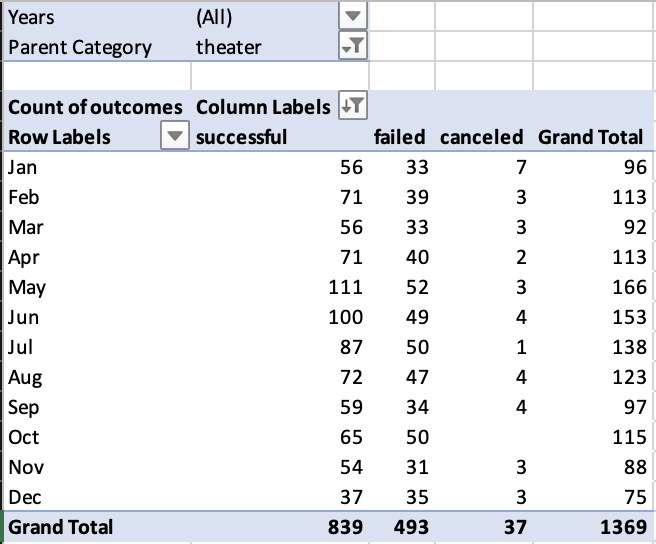 Years (All)
Parent Category theater
Count of outcomes Column Labels
Row Labels successful failed canceled Grand Total
Jan 56 33 7 96
Feb 71 39 3 113
Mar 56 33 3 92
Apr 71 40 2 113
May 111 52 3 166
Jun 100 49 4 153
Jul 87 50 1 138
Aug 72 47 4 123
Sep 59 34 4 97
Oct 65 50 115
Nov 54 31 3 88
Dec 37 35 3 75
Grand Total 839 493 37 1369